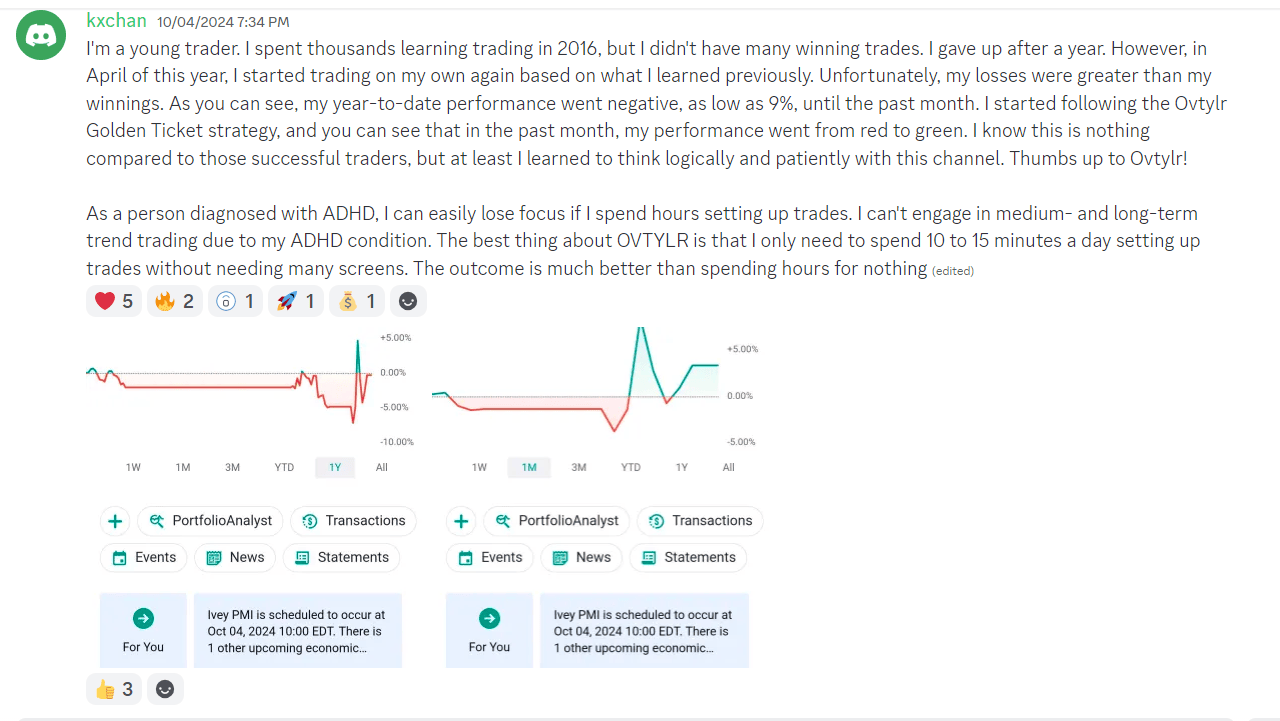 kxchan 10/04/2024 7:34 PM
I'm a young trader. I spent thousands learning trading in 2016, but I didn't have many winning trades. I gave up after a year. However, in
April of this year, I started trading on my own again based on what I learned previously. Unfortunately, my losses were greater than my
winnings. As you can see, my year-to-date performance went negative, as low as 9%, until the past month. I started following the Ovtylr
Golden Ticket strategy, and you can see that in the past month, my performance went from red to green. I know this is nothing
compared to those successful traders, but at least I learned to think logically and patiently with this channel. Thumbs up to Ovtylr!
As a person diagnosed with ADHD, I can easily lose focus if I spend hours setting up trades. I can't engage in medium- and long-term
trend trading due to my ADHD condition. The best thing about OVTYLR is that I only need to spend 10 to 15 minutes a day setting up
trades without needing many screens. The outcome is much better than spending hours for nothing (edited)
5 2 1 1 1
+5.00%
0.00%
-5.00%
-10.00%
1W 1M 3M YTD 1Y All
PortfolioAnalyst Transactions
Events News Statements
For You
Ivey PMI is scheduled to occur at
Oct 04, 2024 10:00 EDT. There is
1 other upcoming economic...
+5.00%
0.00%
-5.00%
1W 1M 3M YTD 1Y All
PortfolioAnalyst Transactions
Events News Statements
For You
Ivey PMI is scheduled to occur at
Oct 04, 2024 10:00 EDT. There is
1 other upcoming economic...
3